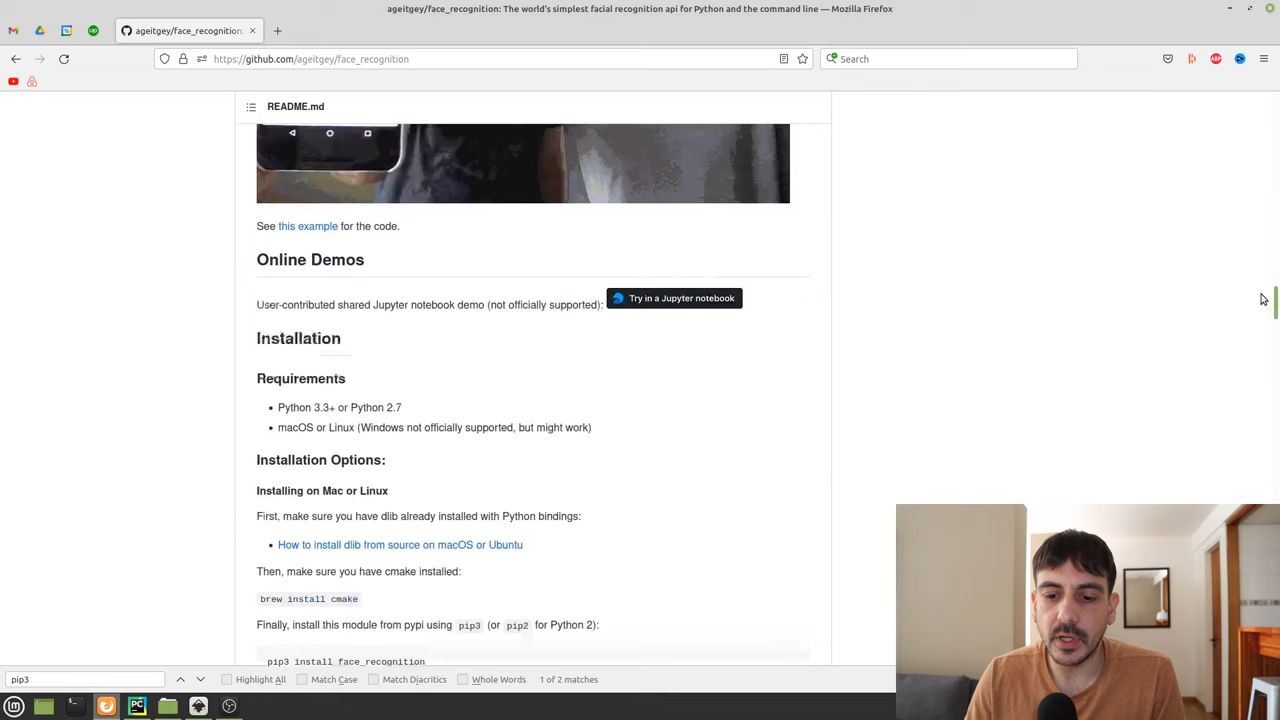 ageitgey/face_recognition: The world's simplest facial recognition api for Python and the command line — Mozilla Firefox
ageitgey/face_recognition:
https://github.com/ageitgey/face_recognition
Search
README.md
See this example for the code.
Online Demos
User-contributed shared Jupyter notebook demo (not officially supported): Try in a Jupyter notebook
Installation
Requirements
• Python 3.3+ or Python 2.7
• macOS or Linux (Windows not officially supported, but might work)
Installation Options:
Installing on Mac or Linux
First, make sure you have dlib already installed with Python bindings:
• How to install dlib from source on macOS or Ubuntu
Then, make sure you have cmake installed:
brew install cmake
Finally, install this module from pypi using pip3 (or pip2 for Python 2):
pip3 install face_recognition
pip3
Highlight All
Match Case
Match Diacritics
Whole Words
1 of 2 matches